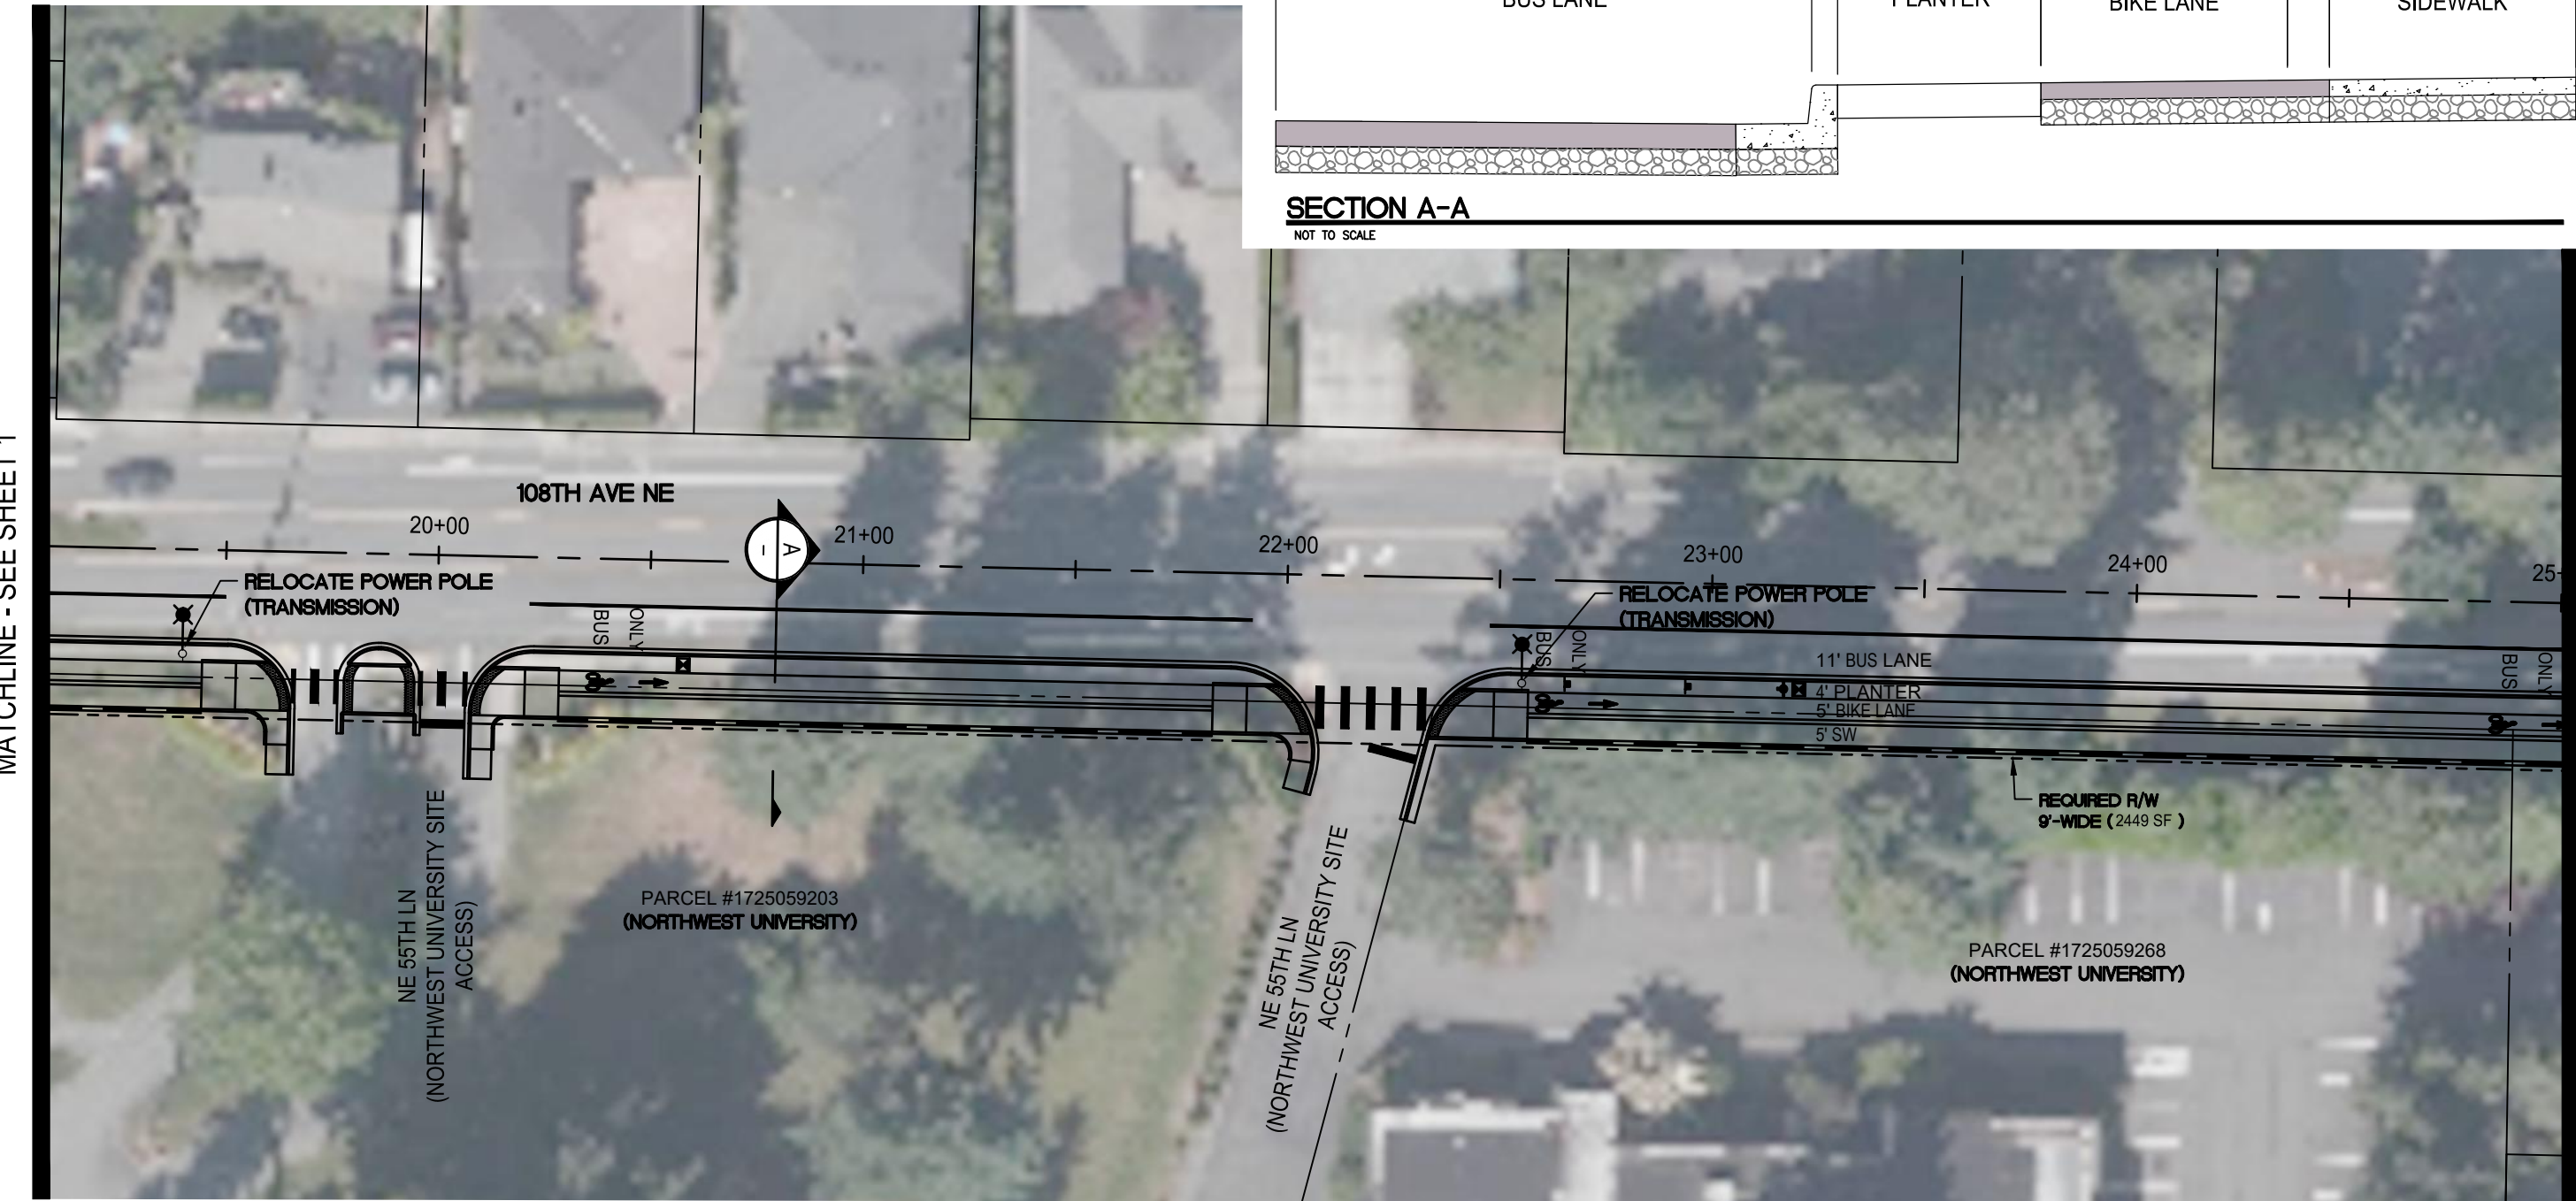 BUS LANE
PLANTER
BIKE LANE
SIDEWALK
SECTION A-A
NOT TO SCALE
MATCHLINE - SEE SHEET 1
108TH AVE NE
20+00
21+00
22+00
23+00
24+00
25
A
RELOCATE POWER POLE
(TRANSMISSION)
RELOCATE POWER POLE
(TRANSMISSION)
BUS
ONLY
BUS
ONLY
BUS
ONLY
11' BUS LANE
4' PLANTER
5' BIKE LANE
5' SW
REQUIRED R/W
9'-WIDE (2449 SF )
NE 55TH LN
(NORTHWEST UNIVERSITY SITE
ACCESS)
PARCEL #1725059203
(NORTHWEST UNIVERSITY)
NE 55TH LN
(NORTHWEST UNIVERSITY SITE
ACCESS)
PARCEL #1725059268
(NORTHWEST UNIVERSITY)